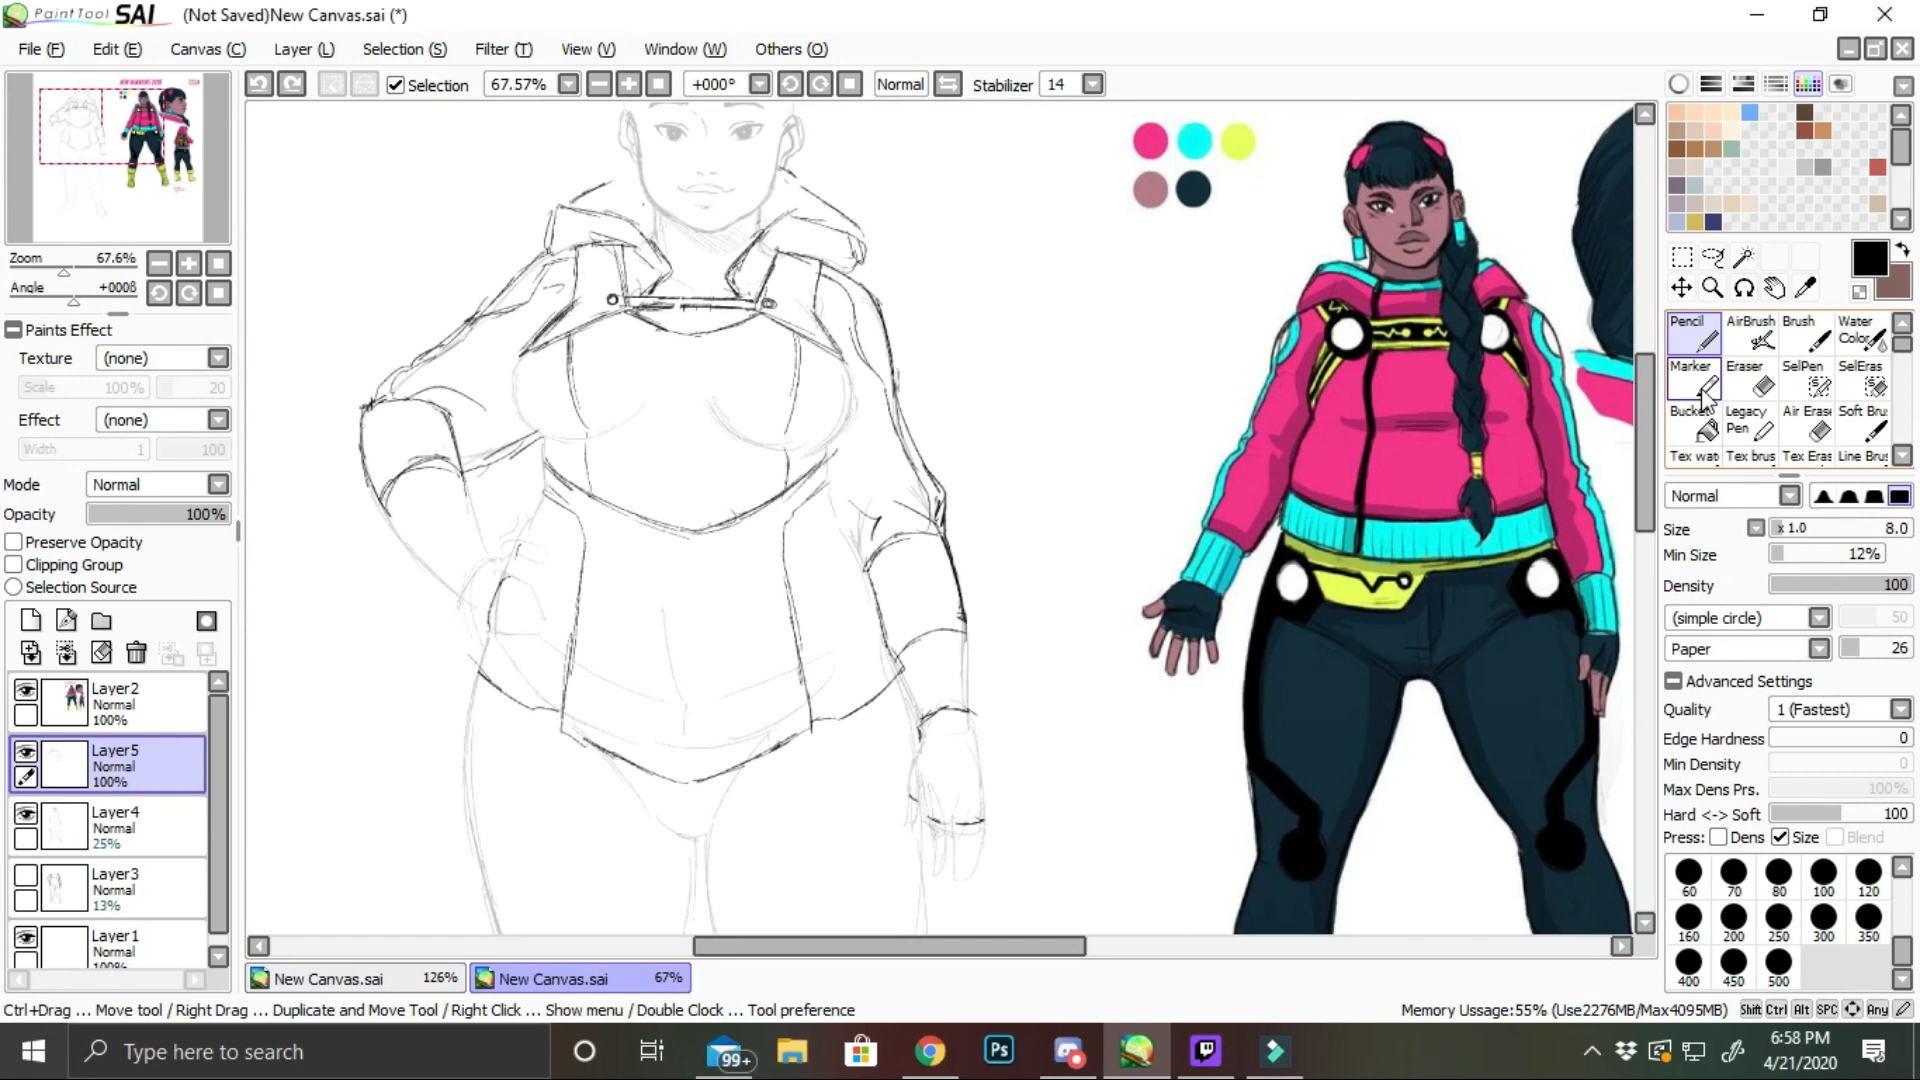 PaintTool SAI (Not Saved)New Canvas.sai (*)
File (F) Edit (E) Canvas (C) Layer (L) Selection (S) Filter (T) View (V) Window (W) Others (O)
Selection 67.57% +000° Normal Stabilizer 14
Zoom 67.6%
Angle +000ß
Paints Effect
Texture (none)
Scale 100% 20
Effect (none)
Width 1 100
Mode Normal
Opacity 100%
Preserve Opacity
Clipping Group
Selection Source
Layer2
Normal
100%
Layer5
Normal
100%
Layer4
Normal
25%
Layer3
Normal
13%
Layer1
Normal
100%
Pencil AirBrush Brush Water
Color
Marker Eraser SelPen SelEras
Bucket Legacy Air Erase Soft Bru
Pen
Tex wat Tex brus Tex Eras Line Brus
Normal
Size x 1.0 8.0
Min Size 12%
Density 100
(simple circle) 50
Paper 26
Advanced Settings
Quality 1 (Fastest)
Edge Hardness 0
Min Density 0
Max Dens Prs. 100%
Hard <-> Soft 100
Press: Dens Size Blend
60 70 80 100 120
160 200 250 300 350
400 450 500
New Canvas.sai 126% New Canvas.sai 67%
Ctrl+Drag ... Move tool / Right Drag ... Duplicate and Move Tool / Right Click ... Show menu / Double Clock ... Tool preference
Memory Ussage:55% (Use2276MB/Max4095MB) Shift Ctrl Alt SPC Any
Type here to search
99+
Ps
6:58 PM
4/21/2020